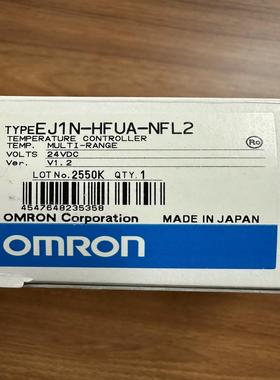 TYPE EJ1N-HFUA-NFL2
TEMPERATURE CONTROLLER
TEMP. MULTI-RANGE
VOLTS 24VDC
Ver. V1.2
LOT No. 2550K QTY. 1
OMRON Corporation MADE IN JAPAN
4547648235358
OMRON